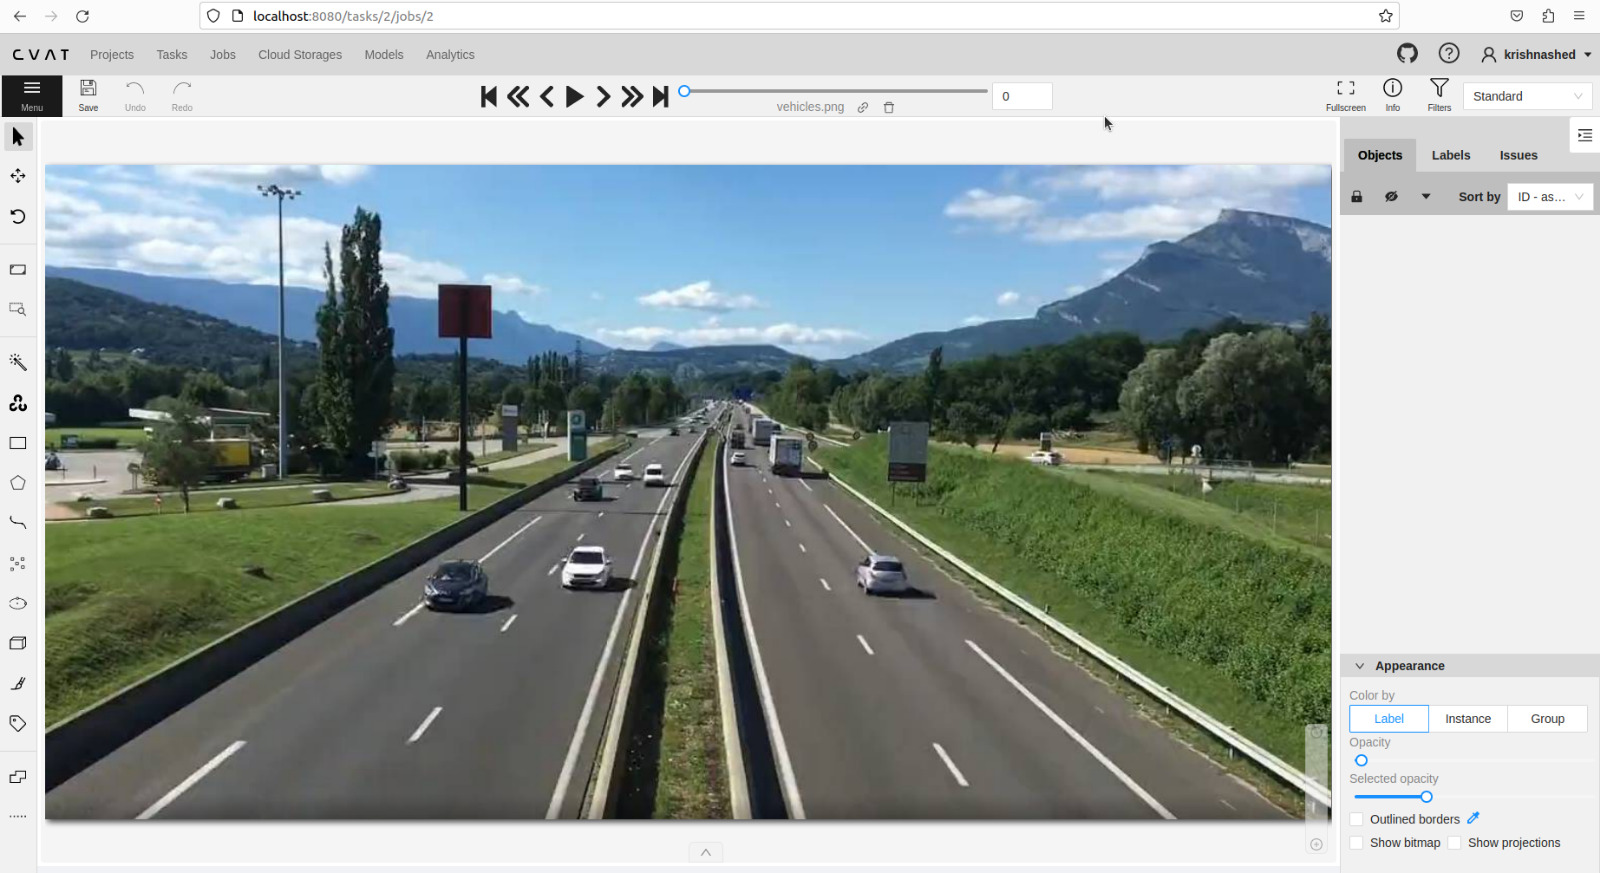 localhost:8080/tasks/2/jobs/2
CVAT
Projects
Tasks
Jobs
Cloud Storages
Models
Analytics
krishnashed
Menu
Save
Undo
Redo
vehicles.png
0
Fullscreen
Info
Filters
Standard
Objects
Labels
Issues
Sort by
ID - as...
Appearance
Color by
Label
Instance
Group
Opacity
Selected opacity
Outlined borders
Show bitmap
Show projections